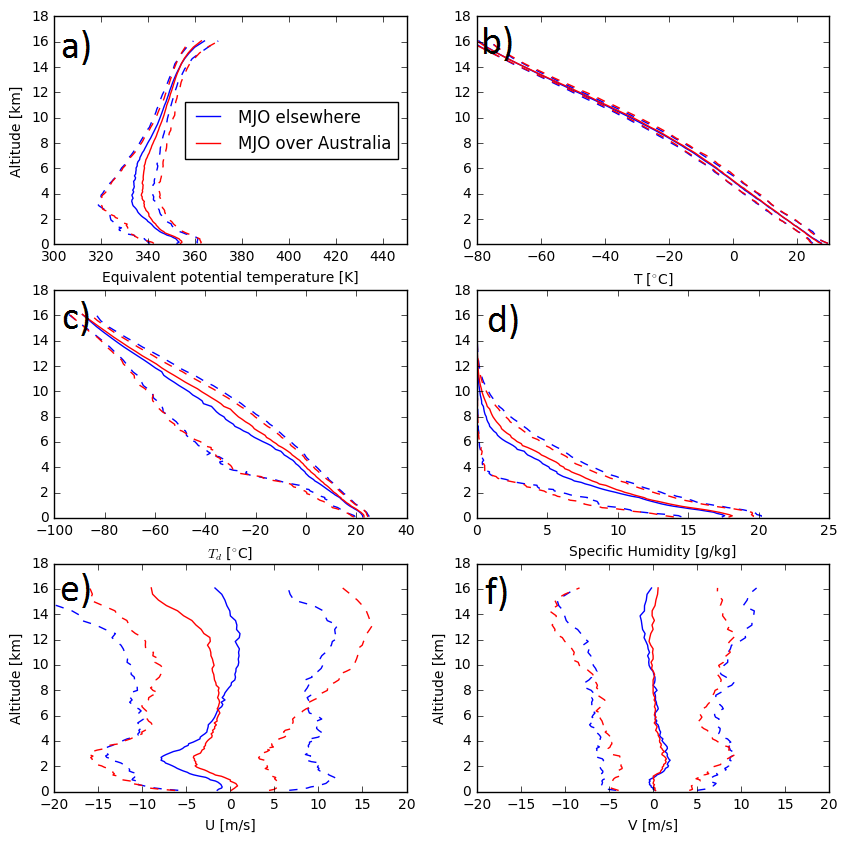 18
16
14
12
10
8
6
4
2
0
Altitude [km]
a)
MJO elsewhere
MJO over Australia
300 320 340 360 380 400 420 440
Equivalent potential temperature [K]
18
16
14
12
10
8
6
4
2
0
b)
−80 −60 −40 −20 0 20
T [°C]
18
16
14
12
10
8
6
4
2
0
c)
−100 −80 −60 −40 −20 0 20 40
T_d [°C]
18
16
14
12
10
8
6
4
2
0
d)
0 5 10 15 20 25
Specific Humidity [g/kg]
18
16
14
12
10
8
6
4
2
0
Altitude [km]
e)
−20 −15 −10 −5 0 5 10 15 20
U [m/s]
18
16
14
12
10
8
6
4
2
0
Altitude [km]
f)
−20 −15 −10 −5 0 5 10 15 20
V [m/s]